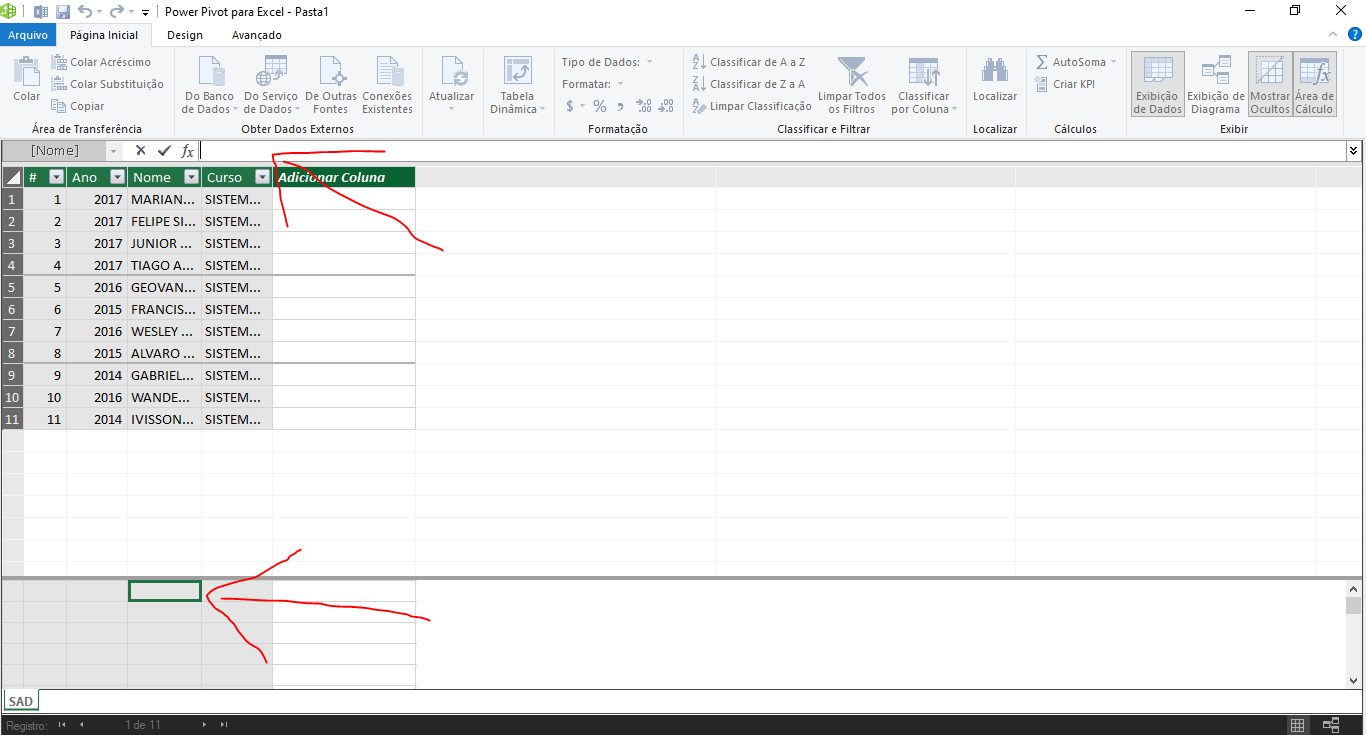 Power Pivot para Excel - Pasta1
Arquivo Página Inicial Design Avançado
Colar
Colar Acréscimo
Colar Substituição
Copiar
Área de Transferência
Do Banco de Dados
Do Serviço de Dados
De Outras Fontes
Conexões Existentes
Obter Dados Externos
Atualizar
Tabela Dinâmica
Tipo de Dados:
Formatar:
$ % , .00 →.0
Formatação
Classificar de A a Z
Classificar de Z a A
Limpar Classificação
Limpar Todos os Filtros
Classificar por Coluna
Classificar e Filtrar
Localizar
Localizar
AutoSoma
Criar KPI
Cálculos
Exibição de Dados
Exibição de Diagrama
Mostrar Ocultos
Área de Cálculo
Exibir
[Nome] fx
# Ano Nome Curso Adicionar Coluna
1 1 2017 MARIAN... SISTEM...
2 2 2017 FELIPE SI... SISTEM...
3 3 2017 JUNIOR ... SISTEM...
4 4 2017 TIAGO A... SISTEM...
5 5 2016 GEOVAN... SISTEM...
6 6 2015 FRANCIS... SISTEM...
7 7 2016 WESLEY ... SISTEM...
8 8 2015 ALVARO ... SISTEM...
9 9 2014 GABRIEL... SISTEM...
10 10 2016 WANDE... SISTEM...
11 11 2014 IVISSON... SISTEM...
SAD
Registro: 1 de 11